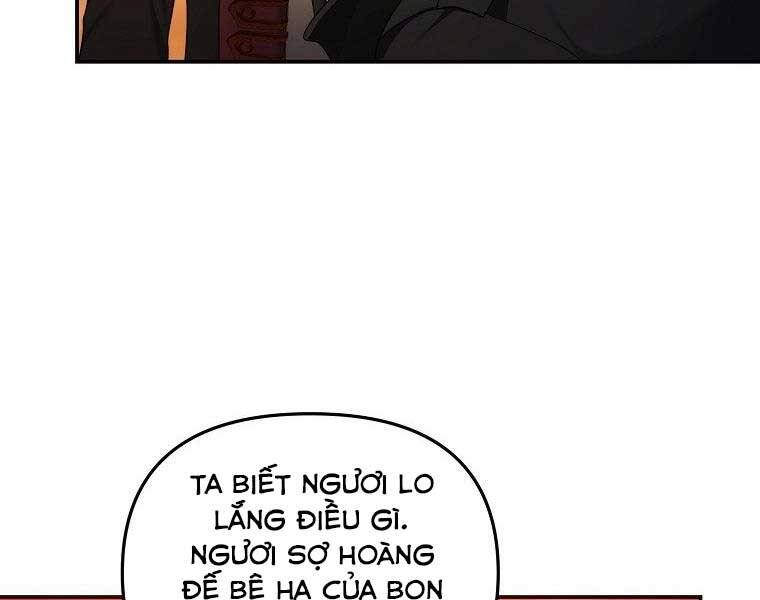 TA BIẾT NGƯƠI LO
LẮNG ĐIỀU GÌ.
NGƯƠI SỢ HOÀNG
ĐẾ BỆ HẠ CỦA BỌN